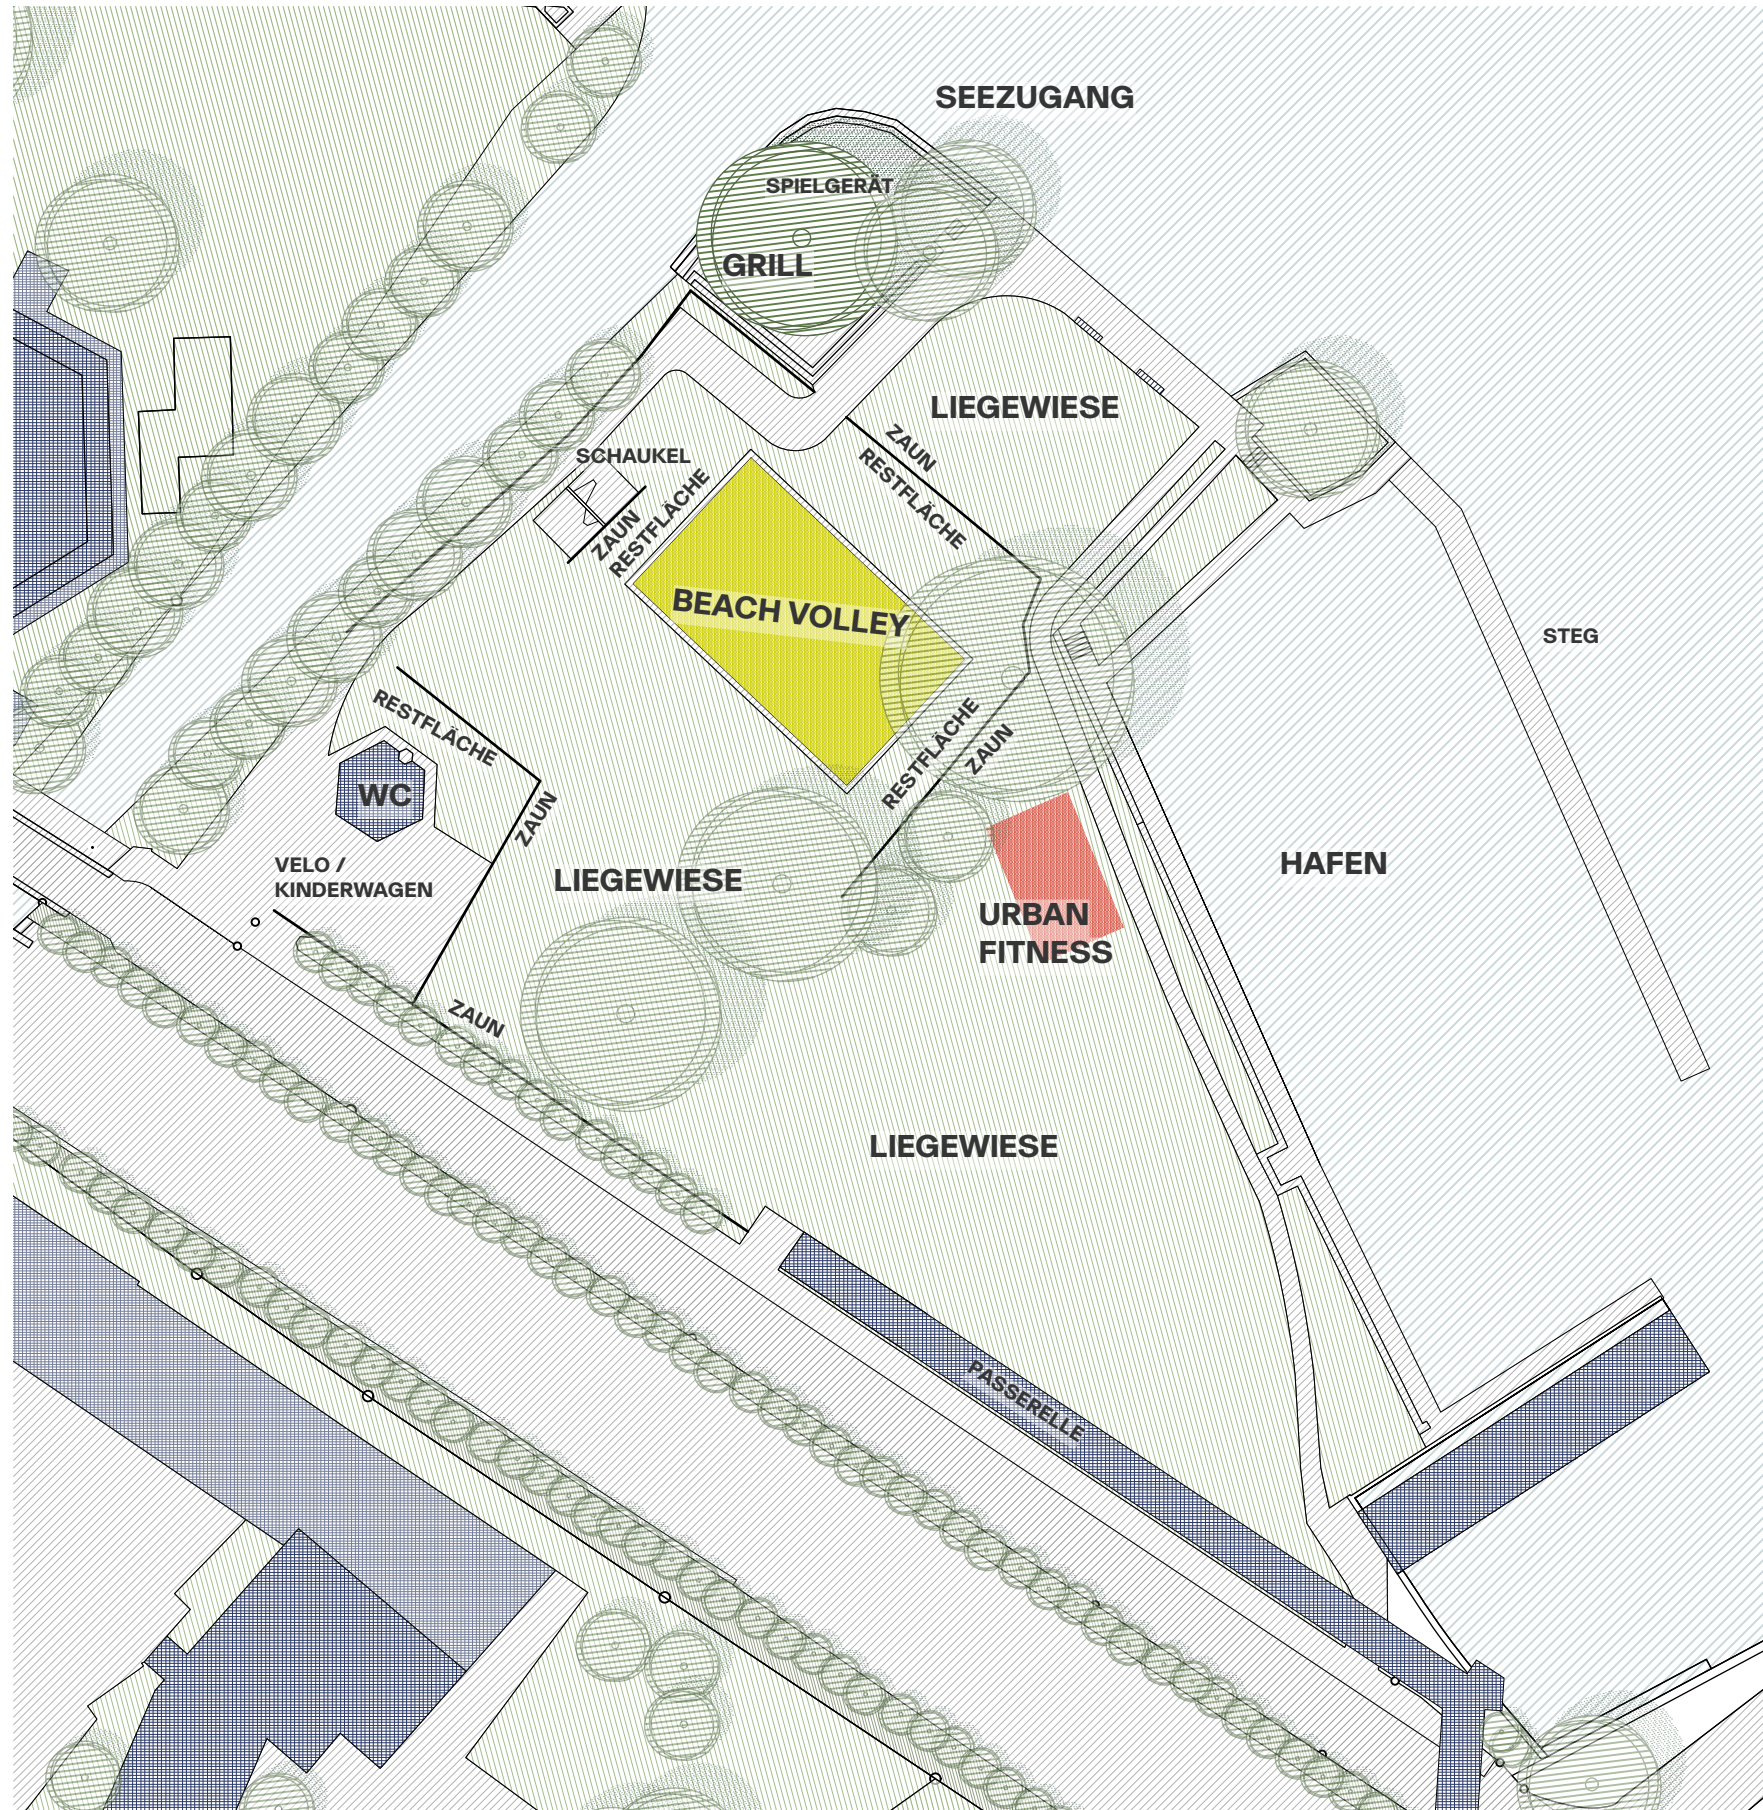 SEEZUGANG
SPIELGERÄT
GRILL
LIEGEWIESE
ZAUN
RESTFLÄCHE
SCHAUKEL
ZAUN
RESTFLÄCHE
BEACH VOLLEY
STEG
RESTFLÄCHE
ZAUN
RESTFLÄCHE
WC
ZAUN
VELO /
KINDERWAGEN
LIEGEWIESE
HAFEN
URBAN
FITNESS
ZAUN
LIEGEWIESE
PASSERELLE